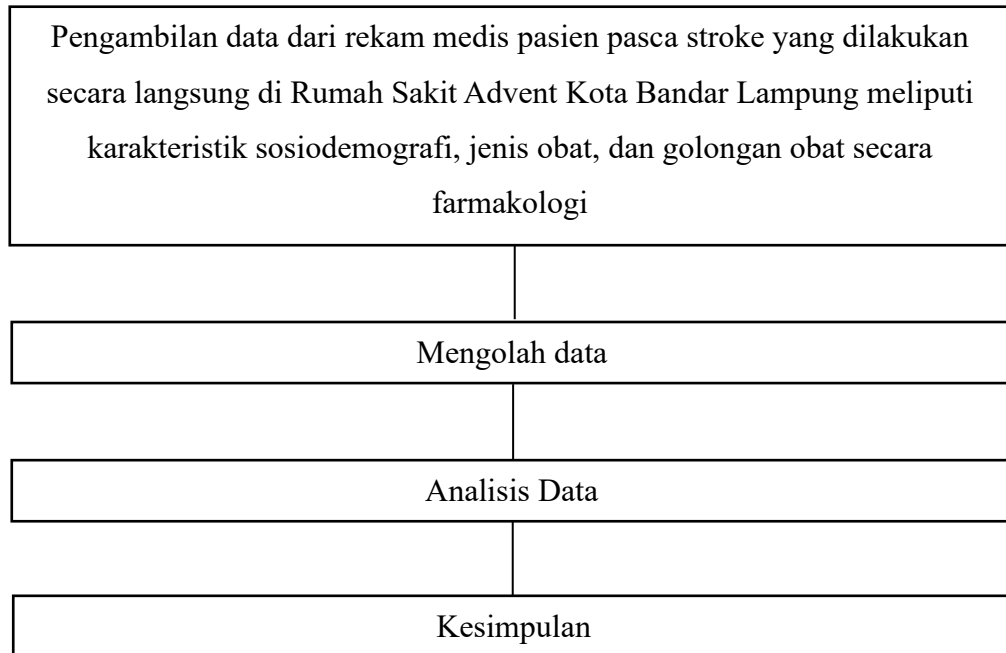 Pengambilan data dari rekam medis pasien pasca stroke yang dilakukan
secara langsung di Rumah Sakit Advent Kota Bandar Lampung meliputi
karakteristik sosiodemografi, jenis obat, dan golongan obat secara
farmakologi
Mengolah data
Analisis Data
Kesimpulan